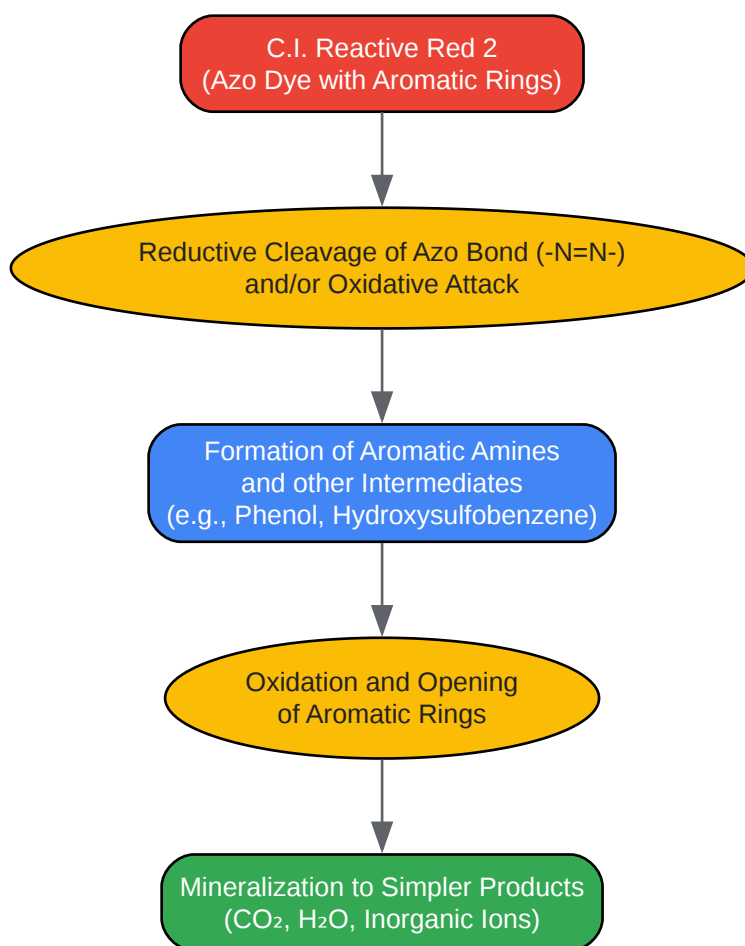 C.I. Reactive Red 2
(Azo Dye with Aromatic Rings)
Reductive Cleavage of Azo Bond (-N=N-)
and/or Oxidative Attack
Formation of Aromatic Amines
and other Intermediates
(e.g., Phenol, Hydroxysulfobenzene)
Oxidation and Opening
of Aromatic Rings
Mineralization to Simpler Products
(CO₂, H₂O, Inorganic Ions)